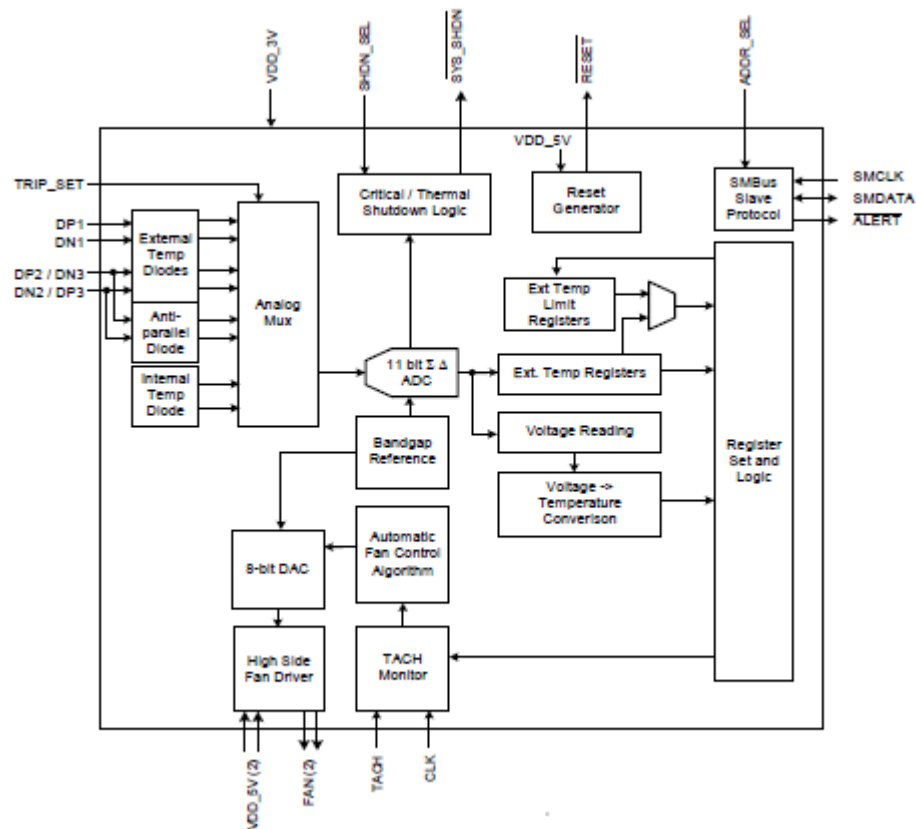 VDD_3V
SHDN_SEL
SYS_SHDN
RESET
ADDR_SEL
VDD_5V
TRIP_SET
Critical / Thermal
Shutdown Logic
Reset
Generator
SMBus
Slave
Protocol
SMCLK
SMDATA
ALERT
DP1
DN1
DP2 / DN3
DN2 / DP3
External
Temp
Diodes
Anti-
parallel
Diode
Internal
Temp
Diode
Analog
Mux
11 bit Σ Δ
ADC
Bandgap
Reference
Ext Temp
Limit
Registers
Ext. Temp Registers
Voltage Reading
Voltage ->
Temperature
Converison
Register
Set and
Logic
8-bit DAC
Automatic
Fan Control
Algorithm
High Side
Fan Driver
TACH
Monitor
VDD_5V (2)
FAN (2)
TACH
CLK